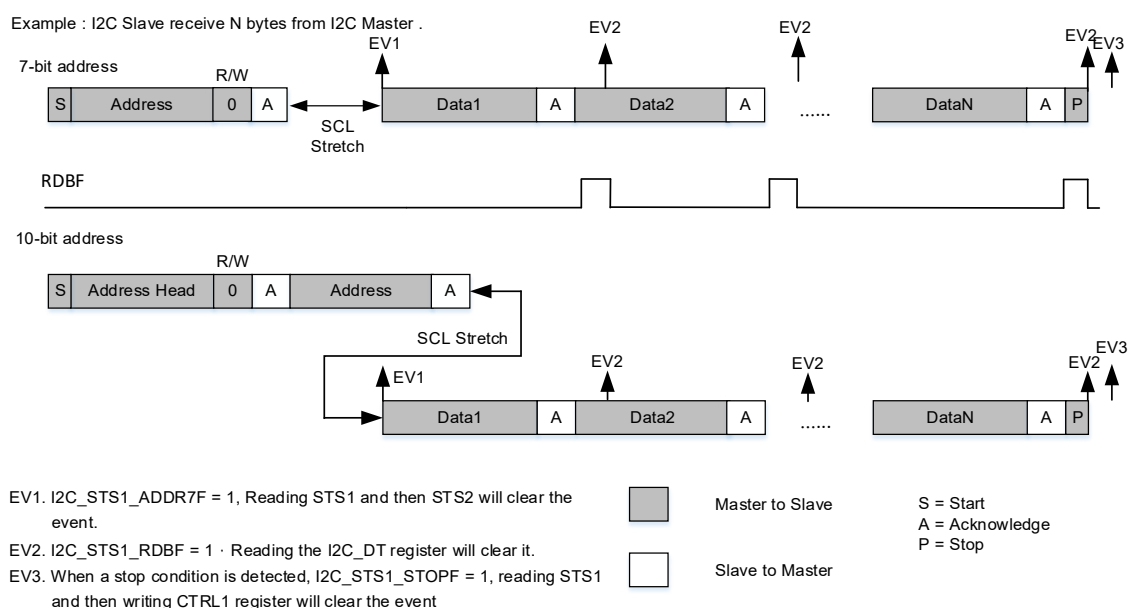 Example : I2C Slave receive N bytes from I2C Master .
EV1
EV2
EV2
EV2
EV3
7-bit address
R/W
S Address 0 A Data1 A Data2 A ...... DataN A P
SCL
Stretch
RDBF
10-bit address
R/W
S Address Head 0 A Address A
SCL Stretch
EV1
EV2
EV2
EV2
EV3
Data1 A Data2 A ...... DataN A P
EV1. I2C_STS1_ADDR7F = 1, Reading STS1 and then STS2 will clear the
event.
EV2. I2C_STS1_RDBF = 1 · Reading the I2C_DT register will clear it.
EV3. When a stop condition is detected, I2C_STS1_STOPF = 1, reading STS1
and then writing CTRL1 register will clear the event
Master to Slave
Slave to Master
S = Start
A = Acknowledge
P = Stop